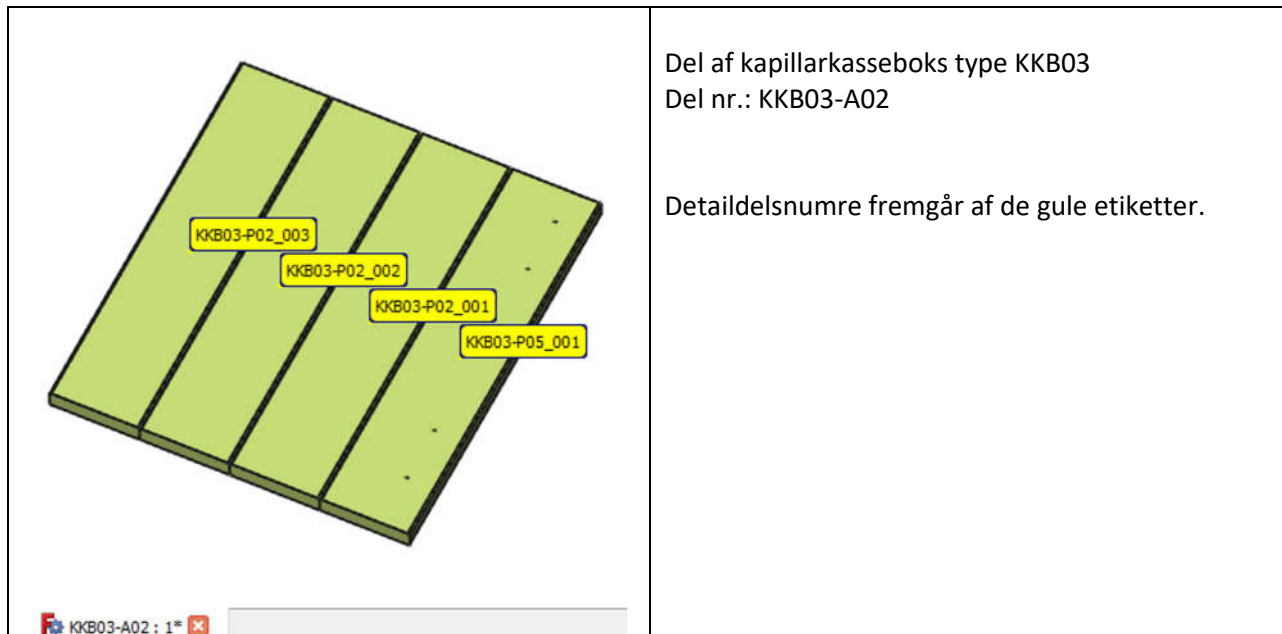 Del af kapillarkasseboks type KKB03
Del nr.: KKB03-A02
Detaildelsnumre fremgår af de gule etiketter.
KKB03-P02_003
KKB03-P02_002
KKB03-P02_001
KKB03-P05_001
KKB03-A02 : 1*